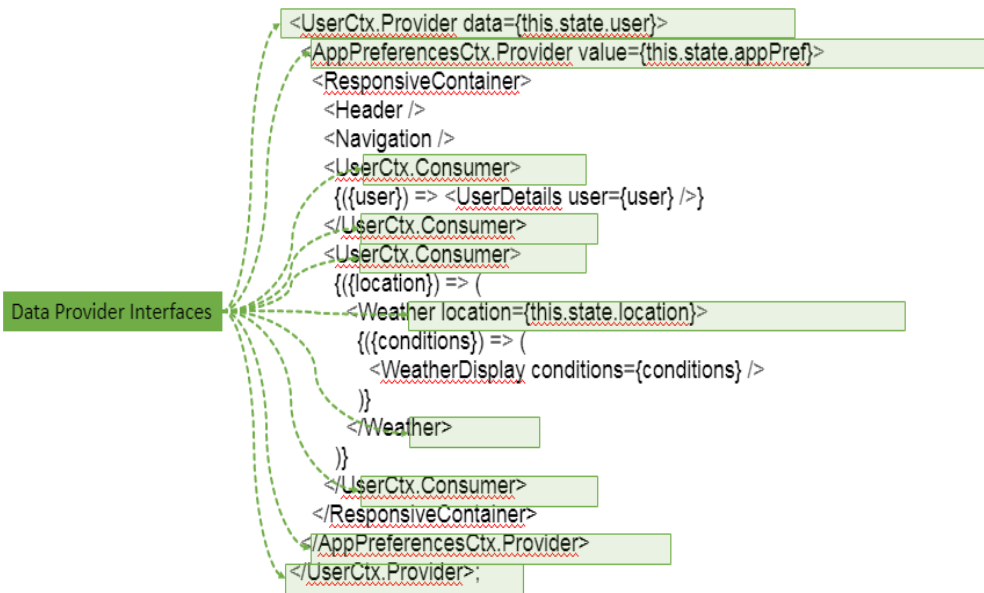 <UserCtx.Provider data={this.state.user}>
<AppPreferencesCtx.Provider value={this.state.appPref}>
<ResponsiveContainer>
<Header />
<Navigation />
<UserCtx.Consumer>
{({user}) => <UserDetails user={user} />}
</UserCtx.Consumer>
<UserCtx.Consumer>
{({location}) => (
<Weather location={this.state.location}>
{({conditions}) => (
<WeatherDisplay conditions={conditions} />
)}
</Weather>
)}
</UserCtx.Consumer>
</ResponsiveContainer>
</AppPreferencesCtx.Provider>
</UserCtx.Provider>;
Data Provider Interfaces